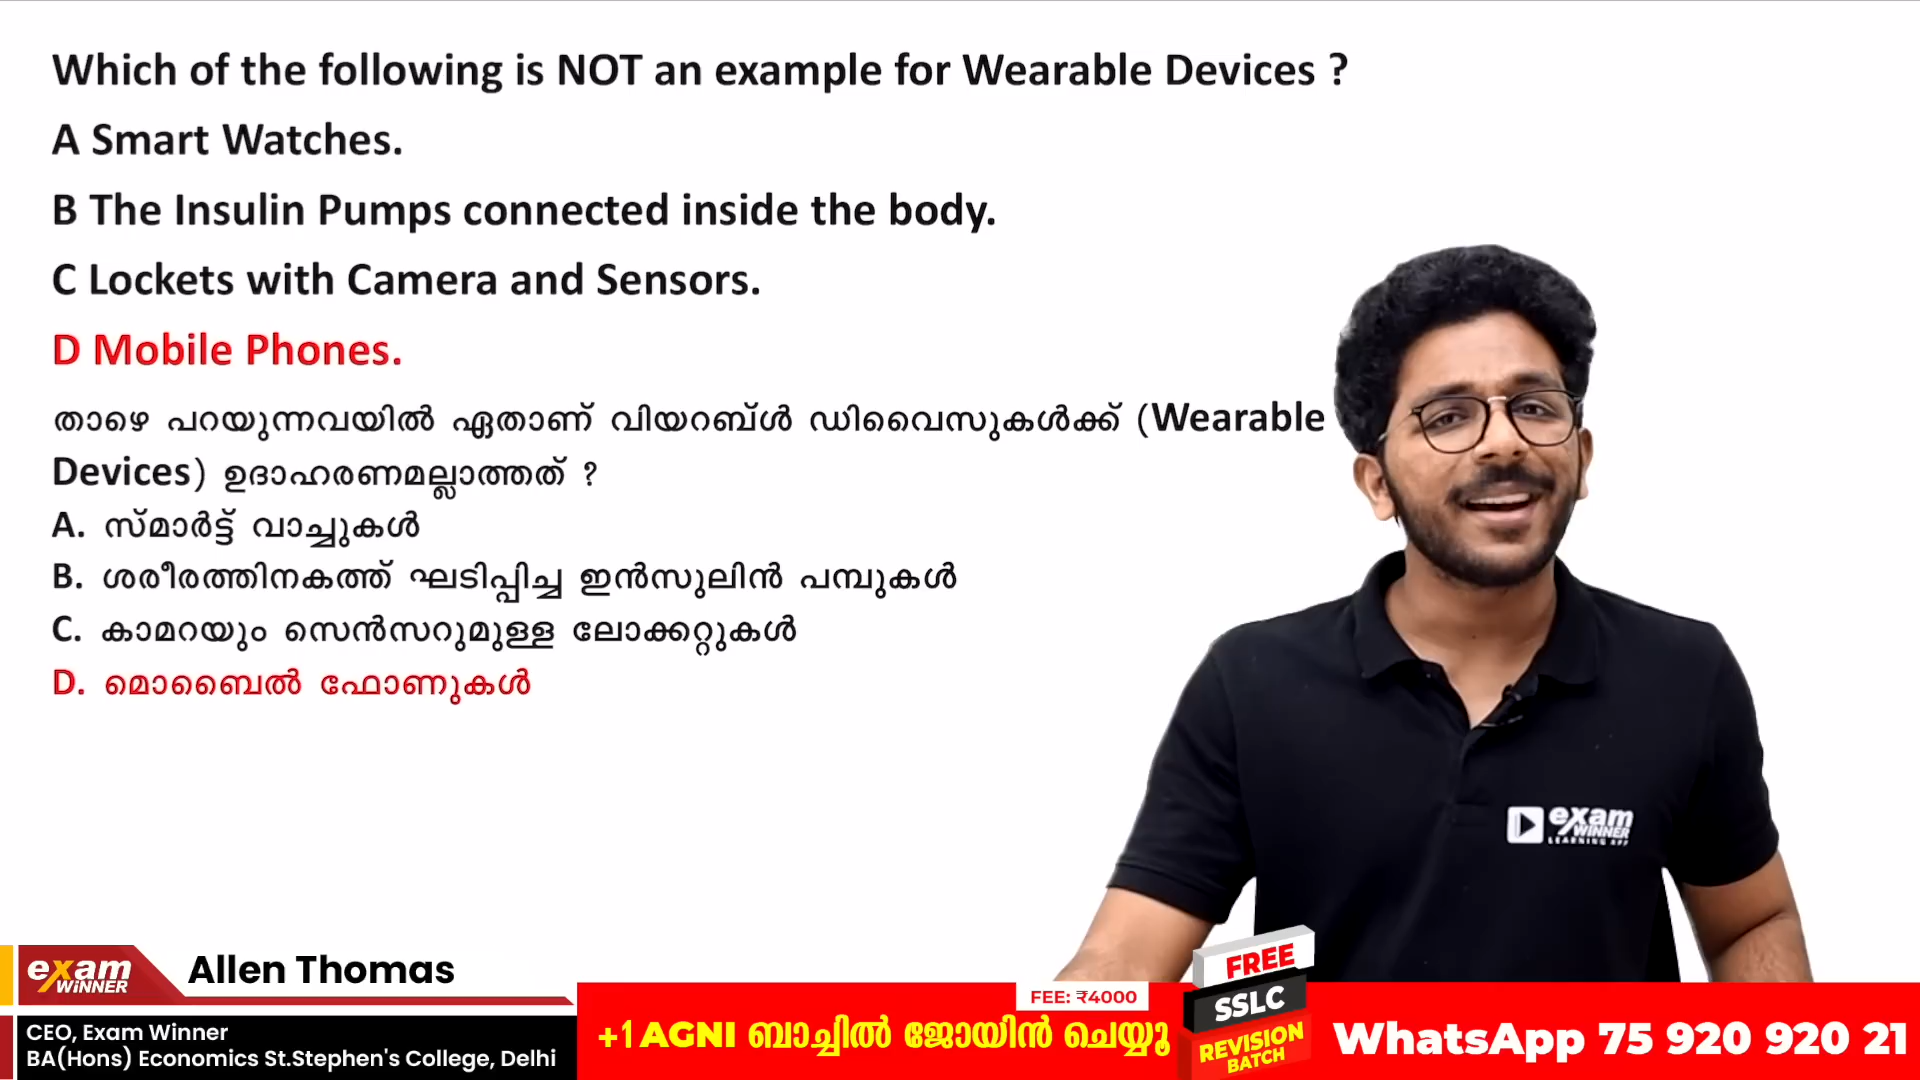 Which of the following is NOT an example for Wearable Devices ?
A Smart Watches.
B The Insulin Pumps connected inside the body.
C Lockets with Camera and Sensors.
D Mobile Phones.
താഴെ പറയുന്നവയിൽ ഏതാണ് വിയറബ്ൾ ഡിവൈസുകൾക്ക് (Wearable
Devices) ഉദാഹരണമല്ലാത്തത് ?
A. സ്മാർട്ട് വാച്ചുകൾ
B. ശരീരത്തിനകത്ത് ഘടിപ്പിച്ച ഇൻസുലിൻ പമ്പുകൾ
C. കാമറയും സെൻസറുമുള്ള ലോക്കറ്റുകൾ
D. മൊബൈൽ ഫോണുകൾ
exam
WINNER
LEARNING APP
exam
WINNER
Allen Thomas
CEO, Exam Winner
BA(Hons) Economics St.Stephen's College, Delhi
FEE: ₹4000
+1 AGNI ബാച്ചിൽ ജോയിൻ ചെയ്യൂ
FREE
SSLC
REVISION
BATCH
WhatsApp 75 920 920 21